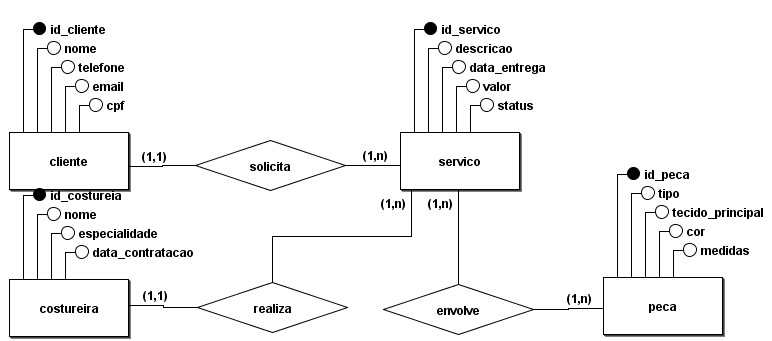 id_cliente
nome
telefone
email
cpf
cliente
(1,1)
solicita
(1,n)
id_servico
descricao
data_entrega
valor
status
servico
(1,n)
(1,n)
id_costureia
nome
especialidade
data_contratacao
costureira
(1,1)
realiza
envolve
(1,n)
id_peca
tipo
tecido_principal
cor
medidas
peca